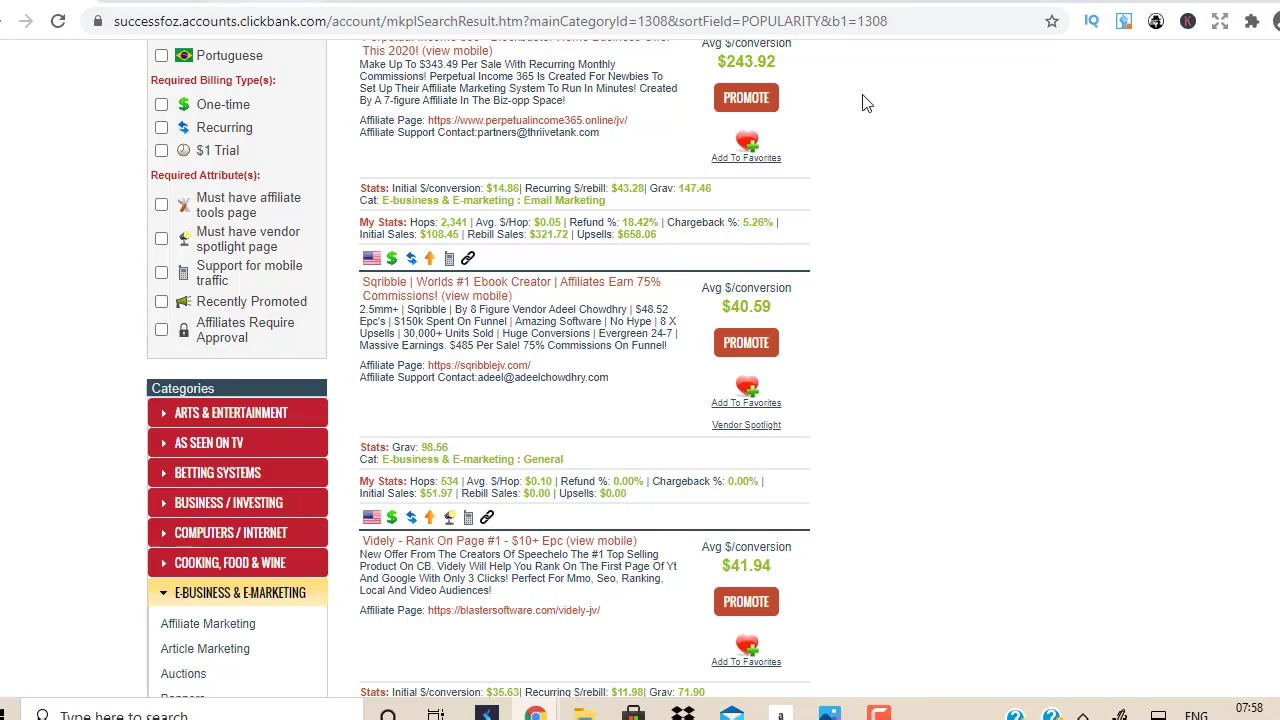 successfoz.accounts.clickbank.com/account/mkplSearchResult.htm?mainCategoryId=1308&sortField=POPULARITY&b1=1308
Portuguese
Required Billing Type(s):
One-time
Recurring
$1 Trial
Required Attribute(s):
Must have affiliate
tools page
Must have vendor
spotlight page
Support for mobile
traffic
Recently Promoted
Affiliates Require
Approval
Categories
ARTS & ENTERTAINMENT
AS SEEN ON TV
BETTING SYSTEMS
BUSINESS / INVESTING
COMPUTERS / INTERNET
COOKING, FOOD & WINE
E-BUSINESS & E-MARKETING
Affiliate Marketing
Article Marketing
Auctions
Banners
Perpetual Income 365 - Blockbuster Home Business Offer
This 2020! (view mobile)
Make Up To $343.49 Per Sale With Recurring Monthly
Commissions! Perpetual Income 365 Is Created For Newbies To
Set Up Their Affiliate Marketing System To Run In Minutes! Created
By A 7-figure Affiliate In The Biz-opp Space!
Affiliate Page: https://www.perpetualincome365.online/jv/
Affiliate Support Contact:partners@thriivetank.com
Avg $/conversion
$243.92
PROMOTE
Add To Favorites
Stats: Initial $/conversion: $14.86| Recurring $/rebill: $43.28| Grav: 147.46
Cat: E-business & E-marketing : Email Marketing
My Stats: Hops: 2,341 | Avg. $/Hop: $0.05 | Refund %: 18.42% | Chargeback %: 5.26% |
Initial Sales: $108.45 | Rebill Sales: $321.72 | Upsells: $658.06
Sqribble | Worlds #1 Ebook Creator | Affiliates Earn 75%
Commissions! (view mobile)
2.5mm+ | Sqribble | By 8 Figure Vendor Adeel Chowdhry | $48.52
Epc's | $150k Spent On Funnel | Amazing Software | No Hype | 8 X
Upsells | 30,000+ Units Sold | Huge Conversions | Evergreen 24-7 |
Massive Earnings. $485 Per Sale! 75% Commissions On Funnel!
Affiliate Page: https://sqribblejv.com/
Affiliate Support Contact:adeel@adeelchowdhry.com
Avg $/conversion
$40.59
PROMOTE
Add To Favorites
Vendor Spotlight
Stats: Grav: 98.56
Cat: E-business & E-marketing : General
My Stats: Hops: 534 | Avg. $/Hop: $0.10 | Refund %: 0.00% | Chargeback %: 0.00% |
Initial Sales: $51.97 | Rebill Sales: $0.00 | Upsells: $0.00
Videly - Rank On Page #1 - $10+ Epc (view mobile)
New Offer From The Creators Of Speechelo The #1 Top Selling
Product On CB. Videly Will Help You Rank On The First Page Of Yt
And Google With Only 3 Clicks! Perfect For Mmo, Seo, Ranking,
Local And Video Audiences!
Affiliate Page: https://blastersoftware.com/videly-jv/
Avg $/conversion
$41.94
PROMOTE
Add To Favorites
Stats: Initial $/conversion: $35.63| Recurring $/rebill: $11.98| Grav: 71.90
Type here to search
ENG
07:58